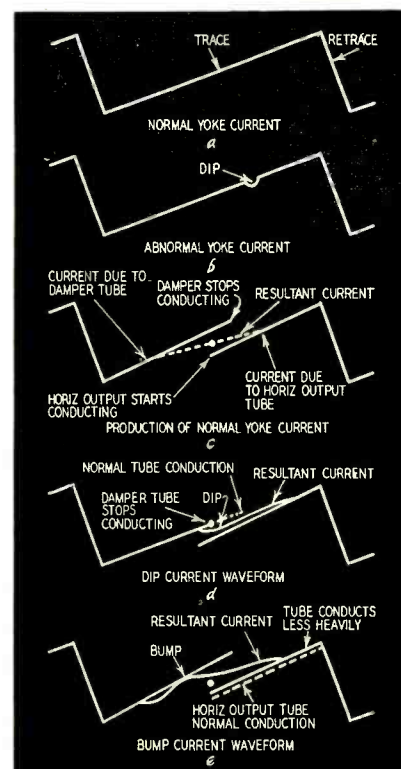 TRACE
RETRACE
NORMAL YOKE CURRENT
a
DIP
ABNORMAL YOKE CURRENT
b
CURRENT DUE TO
DAMPER TUBE
DAMPER STOPS
CONDUCTING
RESULTANT CURRENT
HORIZ OUTPUT STARTS
CONDUCTING
CURRENT DUE
TO HORIZ OUTPUT
TUBE
PRODUCTION OF NORMAL YOKE CURRENT
c
NORMAL TUBE CONDUCTION
RESULTANT CURRENT
DAMPER TUBE
STOPS
CONDUCTING
DIP
DIP CURRENT WAVEFORM
d
TUBE CONDUCTS
LESS HEAVILY
RESULTANT CURRENT
BUMP
HORIZ OUTPUT TUBE
NORMAL CONDUCTION
BUMP CURRENT WAVEFORM
e